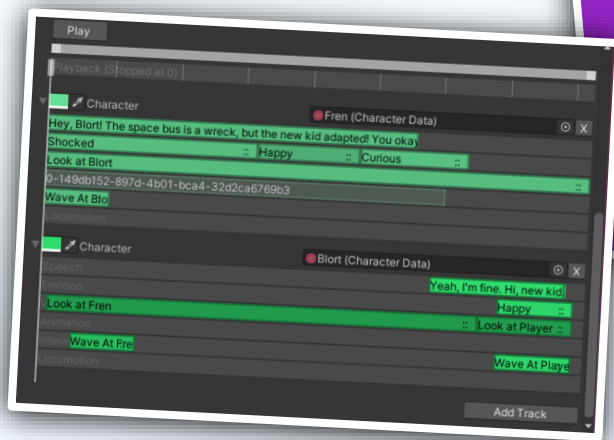 Play
Playback (Stopped at 0)
Character
Fren (Character Data)
X
Hey, Blort! The space bus is a wreck, but the new kid adapted! You okay
Shocked :: Happy :: Curious ::
Look at Blort ::
0-149db152-897d-4b01-bca4-32d2ca6769b3
Wave At Blo
Locomotion
Character
Blort (Character Data)
X
Speech
Yeah, I'm fine. Hi, new kid.
Emotion
Happy ::
Look at Fren :: Look at Player ::
Animation
Intera Wave At Fre
Wave At Playe
Locomotion
Add Track